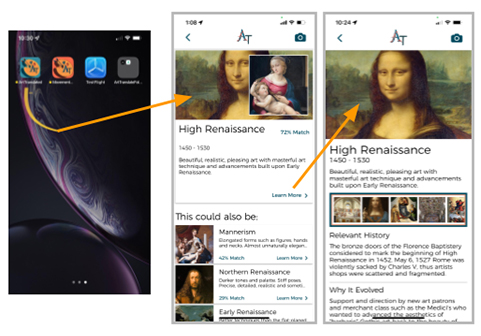 10:30
ArtTranslate
Movement...
TestFlight
ArtTranslateFol...
1:08
AT
High Renaissance
72% Match
1450 - 1530
Beautiful, realistic, pleasing art with masterful art
technique and advancements built upon Early
Renaissance.
Learn More >
This could also be:
Mannerism
Elongated forms such as figures, hands
and necks. Almost unnaturally elegan...
42% Match
Learn More >
Northern Renaissance
Darker tones and palette. Stiff poses.
Precise, detailed, realistic and someti...
29% Match
Learn More >
Early Renaissance
10:24
AT
High Renaissance
1450 - 1530
Beautiful, realistic, pleasing art with masterful
art technique and advancements
built upon Early Renaissance.
Relevant History
The bronze doors of the Florence Baptistery
considered to mark the beginning of High
Renaissance in 1452. May 6, 1527 Rome was
violently sacked by Charles V, thus artists
shops were scattered and fragmented.
Why It Evolved
Support and direction by new art patrons
and merchant class such as the Medici's who
wanted to advanced the aesthetics of